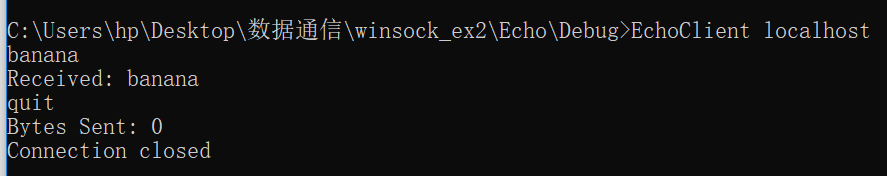 C:\Users\hp\Desktop\数据通信\winsock_ex2\Echo\Debug>EchoClient localhost
banana
Received: banana
quit
Bytes Sent: 0
Connection closed